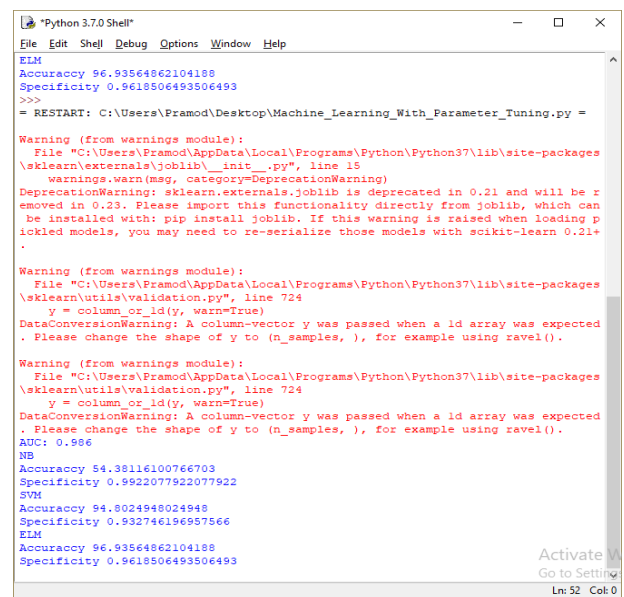 *Python 3.7.0 Shell*
File Edit Shell Debug Options Window Help
ELM
Accuraccy 96.93564862104188
Specificity 0.9618506493506493
>>>
= RESTART: C:\Users\Pramod\Desktop\Machine_Learning_With_Parameter_Tuning.py =
Warning (from warnings module):
File "C:\Users\Pramod\AppData\Local\Programs\Python\Python37\lib\site-packages
\sklearn\externals\joblib\__init__.py", line 15
warnings.warn(msg, category=DeprecationWarning)
DeprecationWarning: sklearn.externals.joblib is deprecated in 0.21 and will be r
emoved in 0.23. Please import this functionality directly from joblib, which can
be installed with: pip install joblib. If this warning is raised when loading p
ickled models, you may need to re-serialize those models with scikit-learn 0.21+
.
Warning (from warnings module):
File "C:\Users\Pramod\AppData\Local\Programs\Python\Python37\lib\site-packages
\sklearn\utils\validation.py", line 724
y = column_or_1d(y, warn=True)
DataConversionWarning: A column-vector y was passed when a 1d array was expected
. Please change the shape of y to (n_samples, ), for example using ravel().
Warning (from warnings module):
File "C:\Users\Pramod\AppData\Local\Programs\Python\Python37\lib\site-packages
\sklearn\utils\validation.py", line 724
y = column_or_1d(y, warn=True)
DataConversionWarning: A column-vector y was passed when a 1d array was expected
. Please change the shape of y to (n_samples, ), for example using ravel().
AUC: 0.986
NB
Accuraccy 54.38116100766703
Specificity 0.9922077922077922
SVM
Accuraccy 94.8024948024948
Specificity 0.932746196957566
ELM
Accuraccy 96.93564862104188
Specificity 0.9618506493506493
Activate W
Go to Setting
Ln: 52 Col: 0